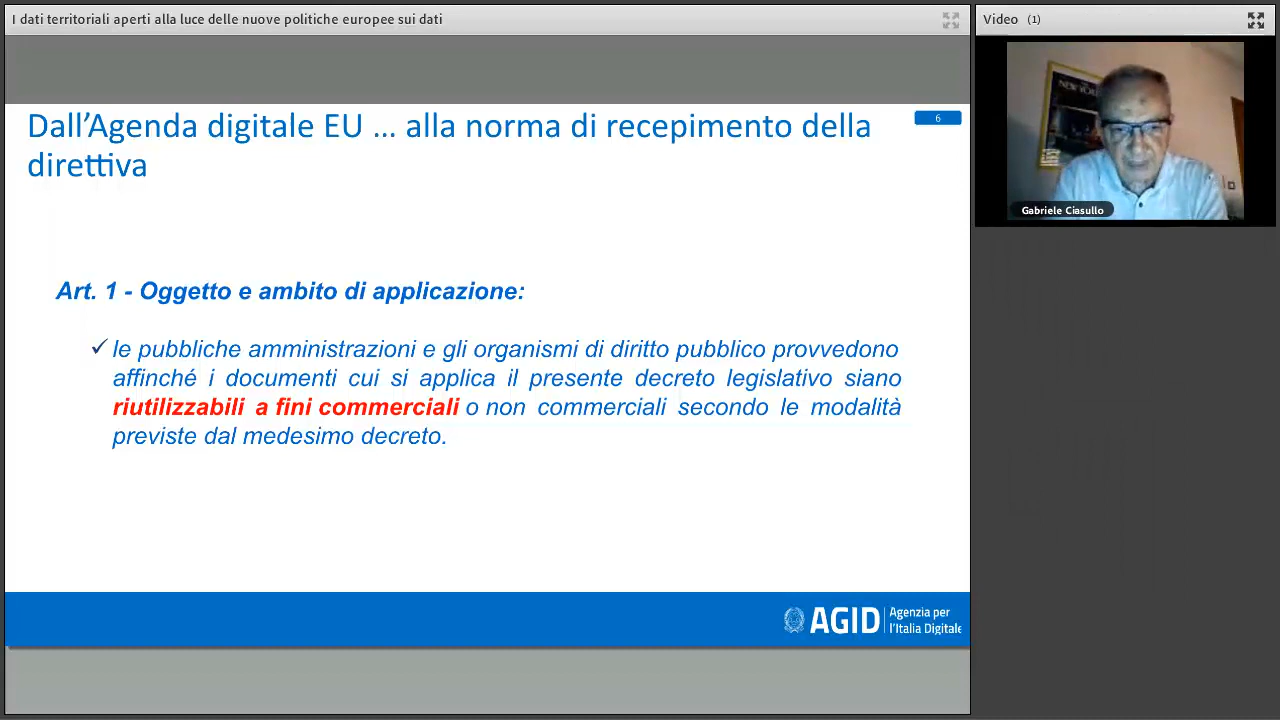 I dati territoriali aperti alla luce delle nuove politiche europee sui dati
Video (1)
NEW YORK
Gabriele Ciasullo
Dall'Agenda digitale EU ... alla norma di recepimento della
direttiva
6
Art. 1 - Oggetto e ambito di applicazione:
✓ le pubbliche amministrazioni e gli organismi di diritto pubblico provvedono
affinché i documenti cui si applica il presente decreto legislativo siano
riutilizzabili a fini commerciali o non commerciali secondo le modalità
previste dal medesimo decreto.
AGID
Agenzia per
l'Italia Digitale